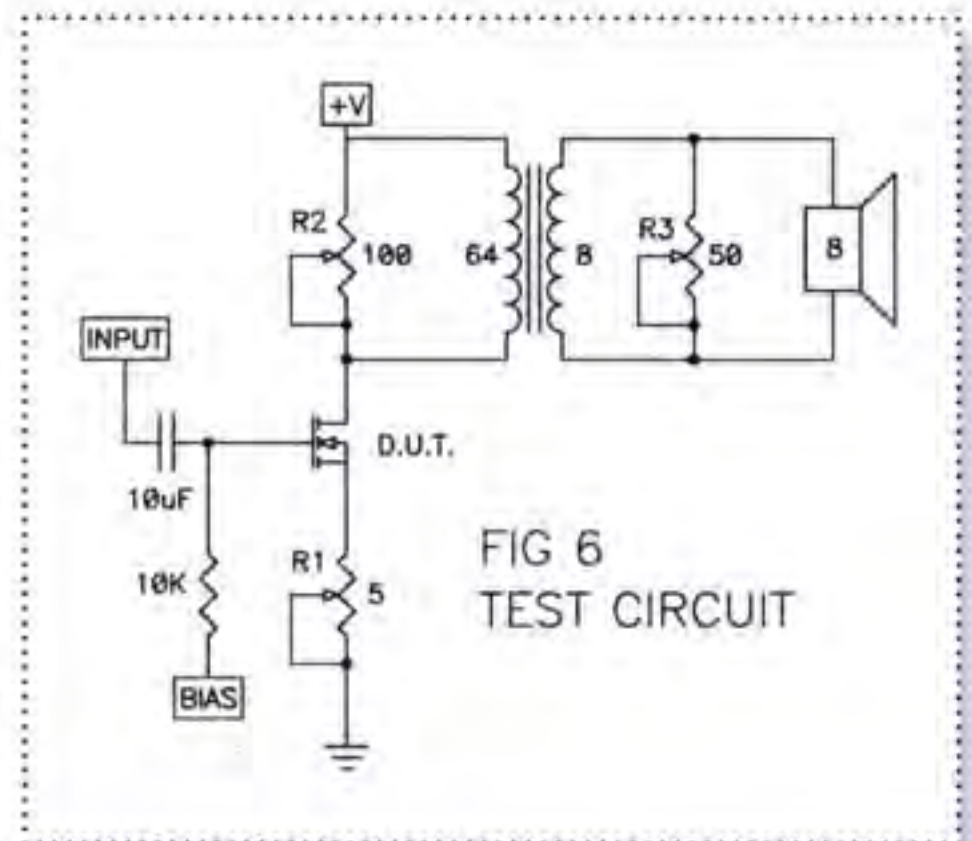 +V
R2
100
64
8
R3
50
8
INPUT
D.U.T.
10uF
R1
5
10K
BIAS
FIG 6
TEST CIRCUIT